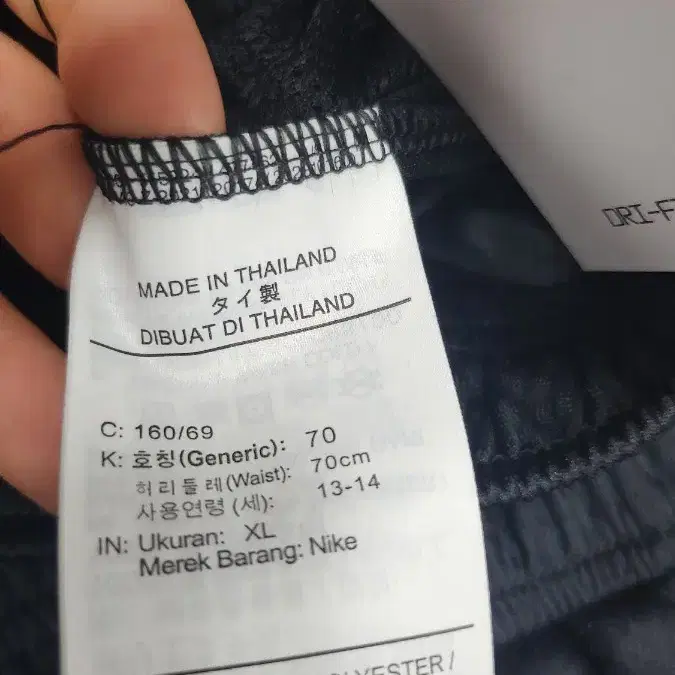 MADE IN THAILAND
タイ製
DIBUAT DI THAILAND
C: 160/69
K: 호칭(Generic): 70
허리둘레(Waist): 70cm
사용연령 (세): 13-14
IN: Ukuran: XL
Merek Barang: Nike